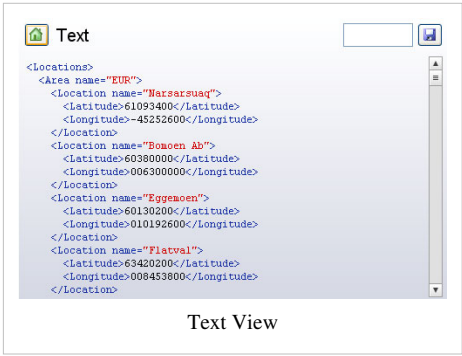 Text
<Locations>
<Area name="EUR">
<Location name="Narsarsuaq">
<Latitude>61093400</Latitude>
<Longitude>-45252600</Longitude>
</Location>
<Location name="Bomoen Ab">
<Latitude>60380000</Latitude>
<Longitude>006300000</Longitude>
</Location>
<Location name="Eggemoen">
<Latitude>60130200</Latitude>
<Longitude>010192600</Longitude>
</Location>
<Location name="Flatval">
<Latitude>63420200</Latitude>
<Longitude>008453800</Longitude>
</Location>
Text View